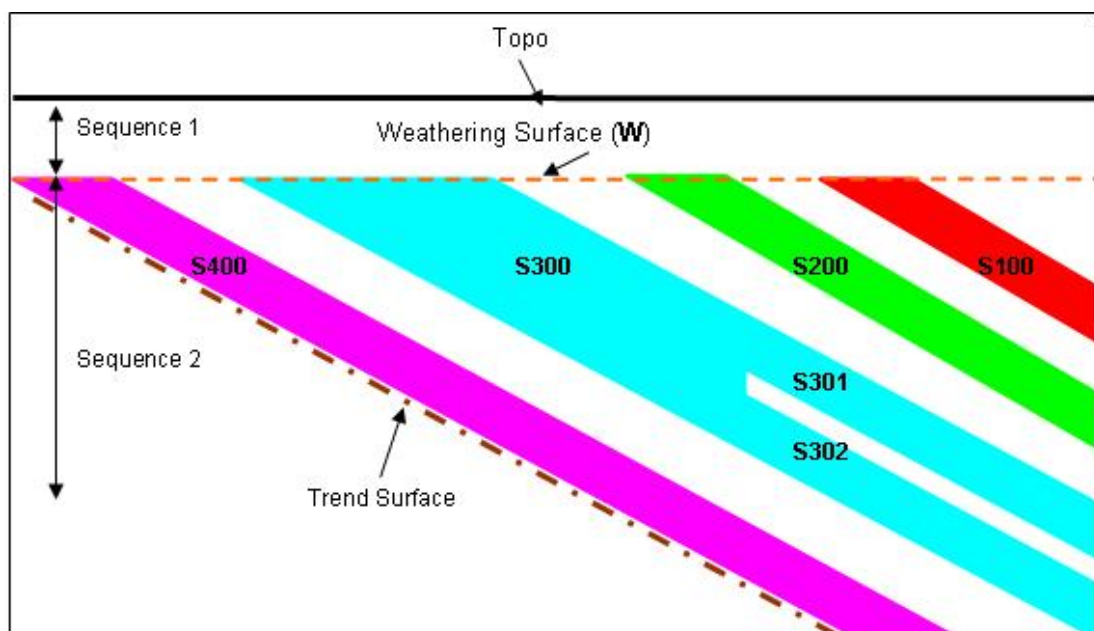 Topo
Sequence 1
Weathering Surface (W)
S400
S300
S200
S100
Sequence 2
S301
S302
Trend Surface